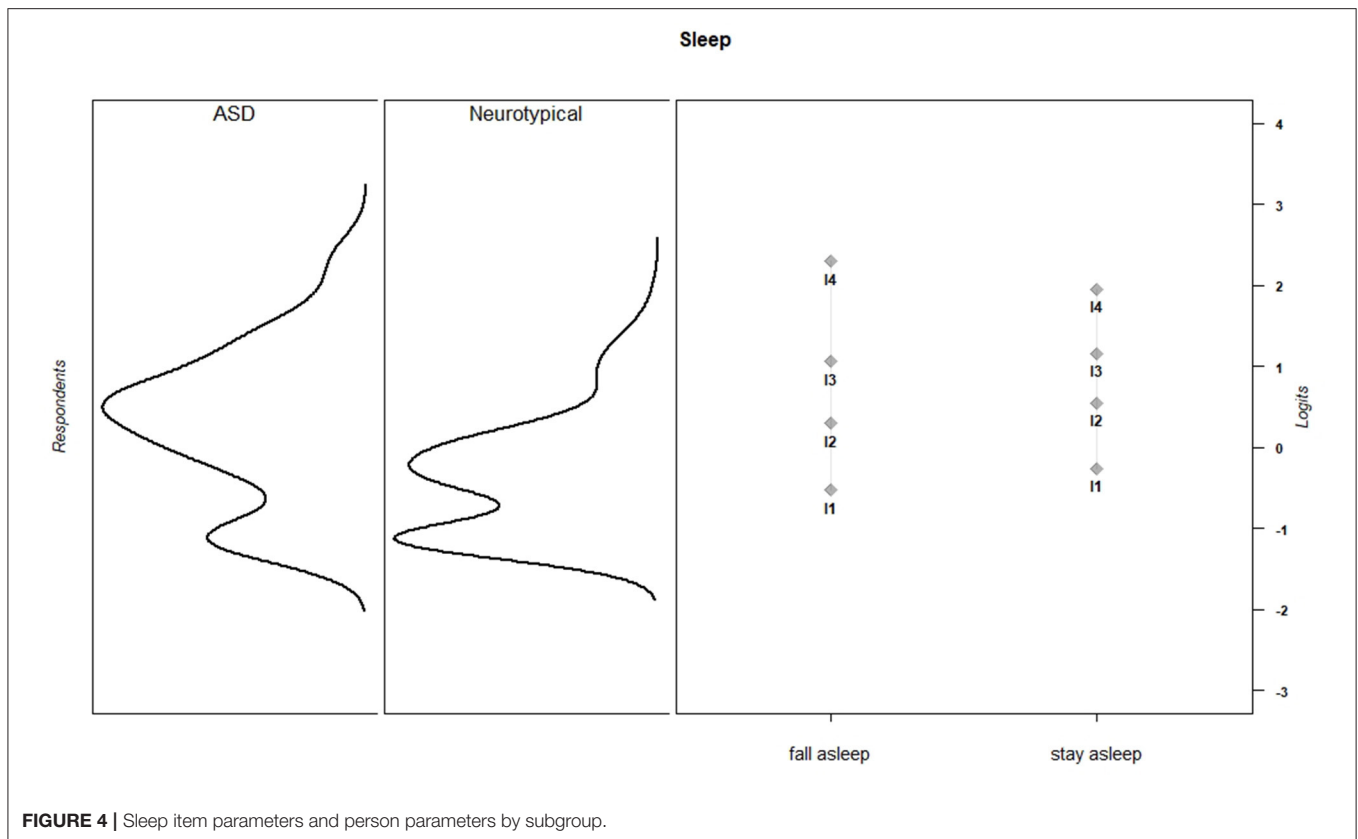 Sleep
ASD
Neurotypical
Respondents
I4
I3
I2
I1
I4
I3
I2
I1
4
3
2
1
0
-1
-2
-3
Logits
fall asleep
stay asleep
FIGURE 4 | Sleep item parameters and person parameters by subgroup.